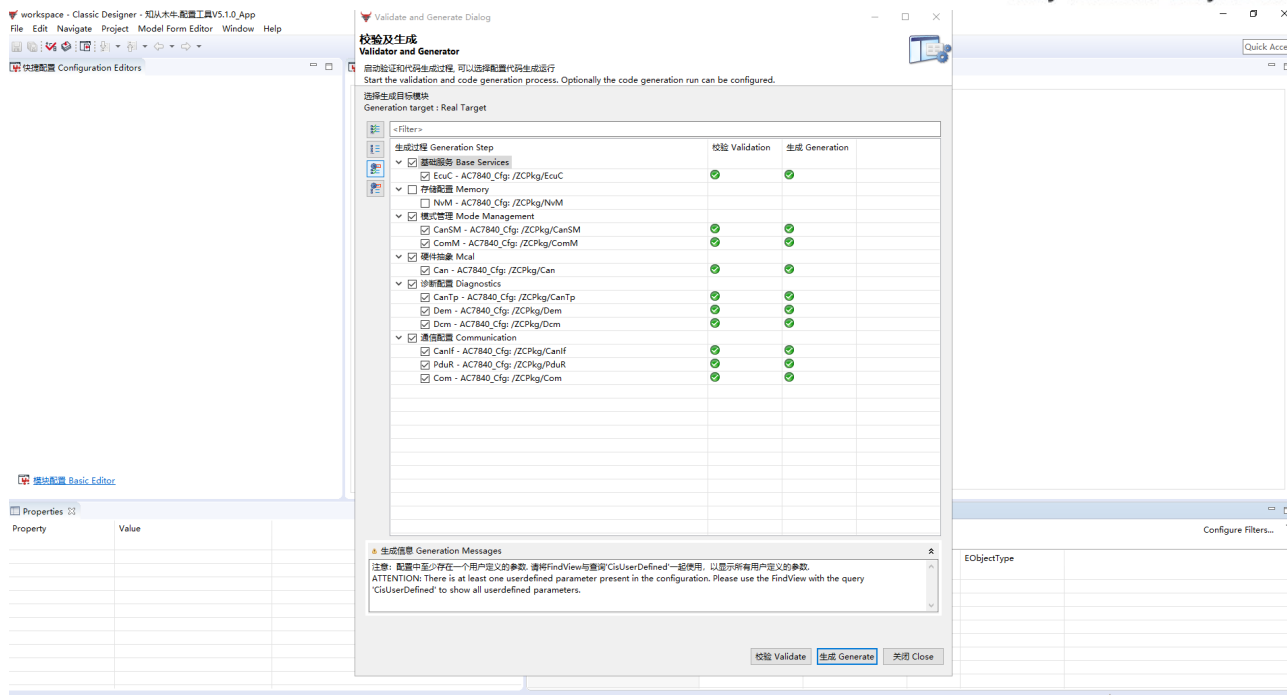 workspace - Classic Designer - 知从木牛.配置工具V5.1.0_App
File Edit Navigate Project Model Form Editor Window Help
Quick Acce
快捷配置 Configuration Editors
模块配置 Basic Editor
Properties
Property Value
Validate and Generate Dialog
校验及生成
Validator and Generator
启动验证和代码生成过程, 可以选择配置代码生成运行
Start the validation and code generation process. Optionally the code generation run can be configured.
选择生成目标模块
Generation target : Real Target
<Filter>
生成过程 Generation Step 校验 Validation 生成 Generation
基础服务 Base Services
EcuC - AC7840_Cfg: /ZCPkg/EcuC
存储配置 Memory
NvM - AC7840_Cfg: /ZCPkg/NvM
模式管理 Mode Management
CanSM - AC7840_Cfg: /ZCPkg/CanSM
ComM - AC7840_Cfg: /ZCPkg/ComM
硬件抽象 Mcal
Can - AC7840_Cfg: /ZCPkg/Can
诊断配置 Diagnostics
CanTp - AC7840_Cfg: /ZCPkg/CanTp
Dem - AC7840_Cfg: /ZCPkg/Dem
Dcm - AC7840_Cfg: /ZCPkg/Dcm
通信配置 Communication
CanIf - AC7840_Cfg: /ZCPkg/CanIf
PduR - AC7840_Cfg: /ZCPkg/PduR
Com - AC7840_Cfg: /ZCPkg/Com
生成信息 Generation Messages
注意: 配置中至少存在一个用户定义的参数. 请将FindView与查询'CisUserDefined'一起使用, 以显示所有用户定义的参数.
ATTENTION: There is at least one userdefined parameter present in the configuration. Please use the FindView with the query
'CisUserDefined' to show all userdefined parameters.
校验 Validate 生成 Generate 关闭 Close
Configure Filters...
EObjectType